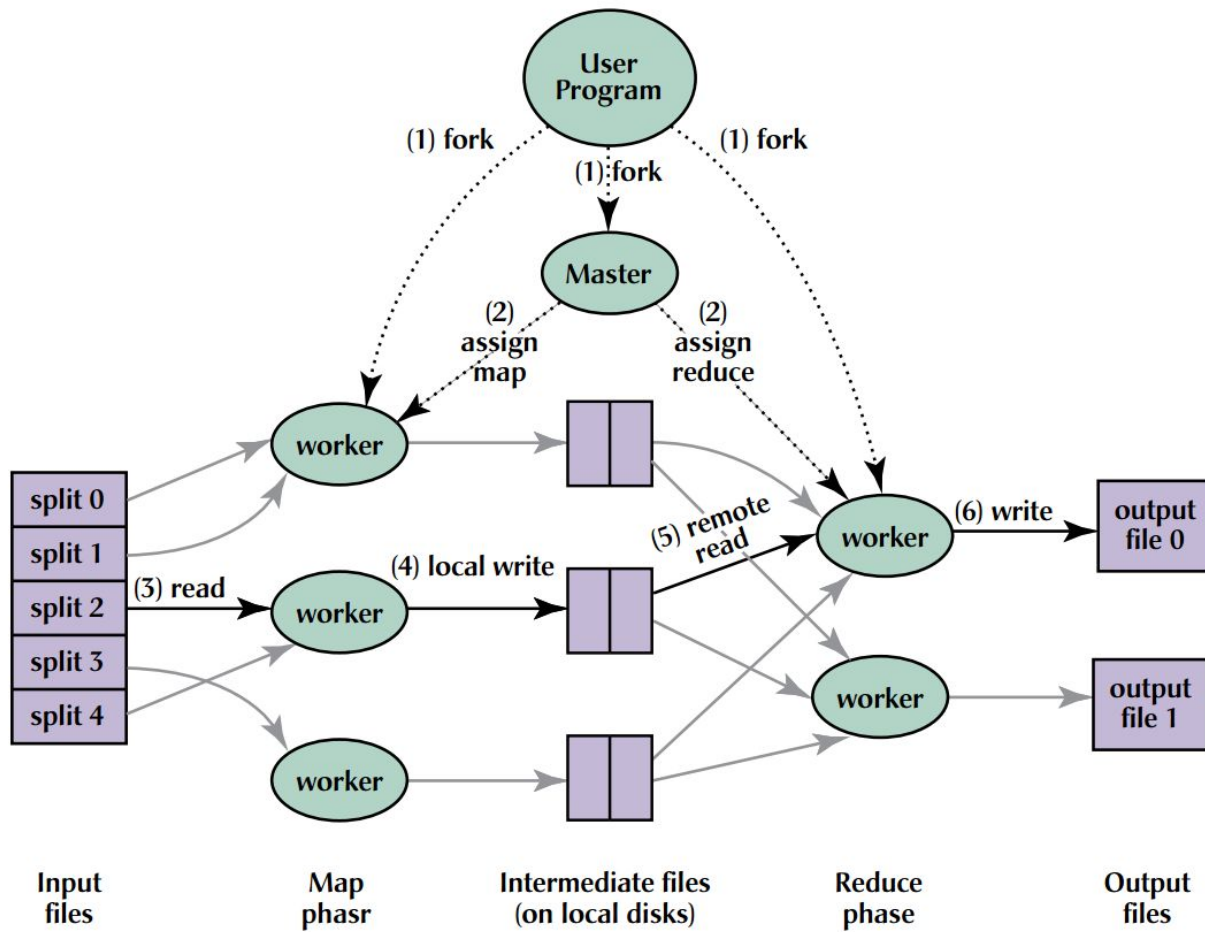 User
Program
(1) fork
(1) fork
(1) fork
Master
(2)
assign
map
(2)
assign
reduce
worker
split 0
split 1
split 2
split 3
split 4
(3) read
worker
(4) local write
worker
(5) remote
read
worker
(6) write
output
file 0
worker
output
file 1
Input
files
Map
phasr
Intermediate files
(on local disks)
Reduce
phase
Output
files